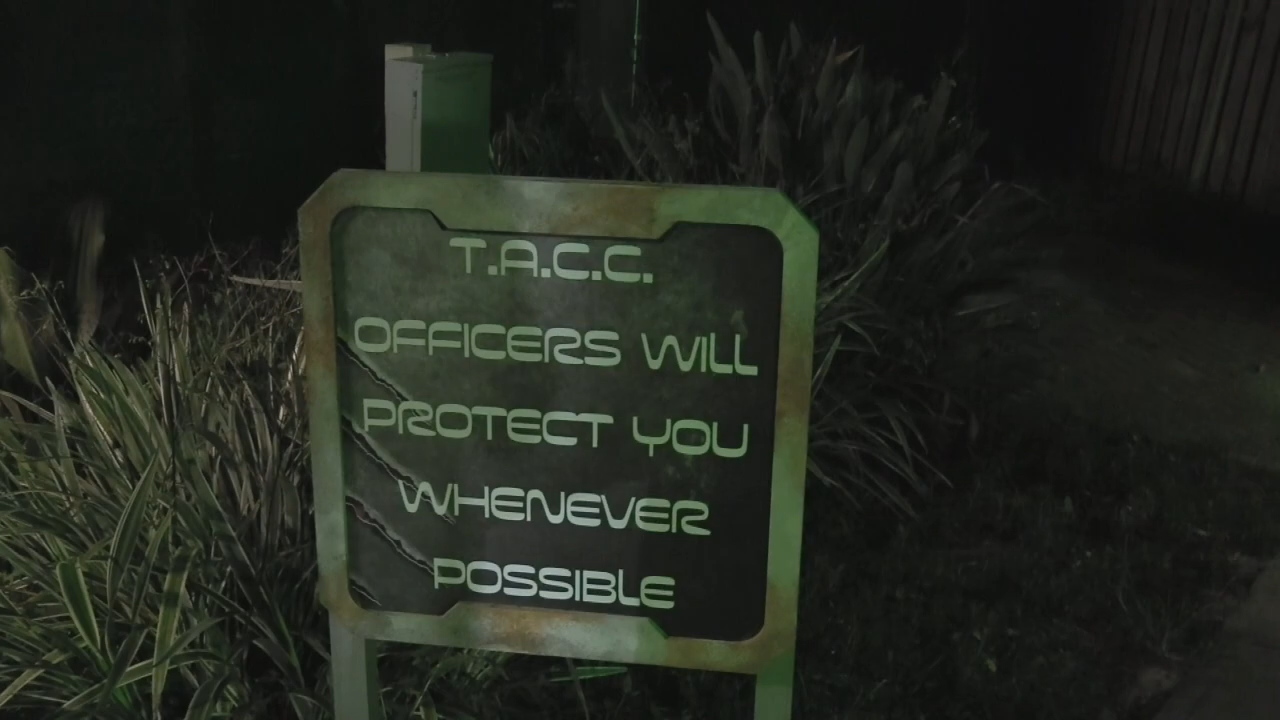 T.A.C.C.
OFFICERS WILL
PROTECT YOU
WHENEVER
POSSIBLE